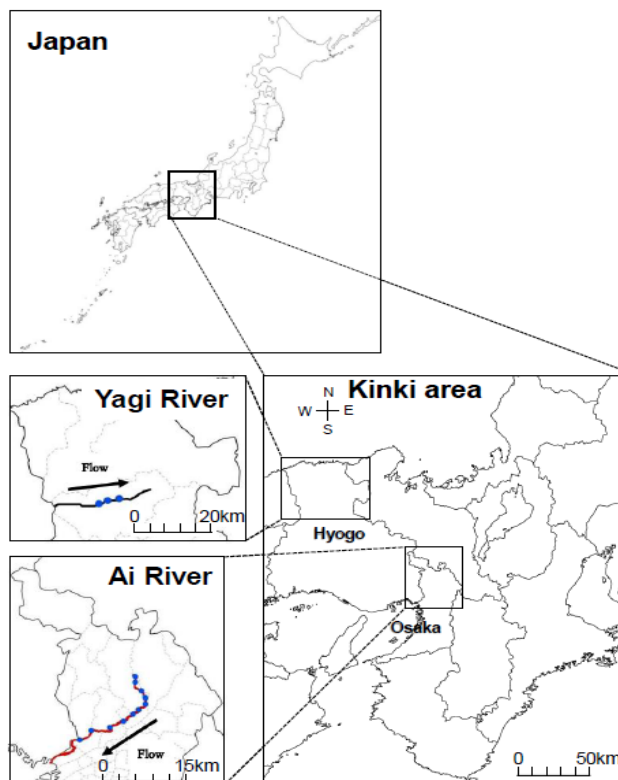 Japan
Yagi River
Flow
0 20km
Kinki area
N
W E
S
Hyogo
Osaka
Ai River
Flow
0 15km
0 50km